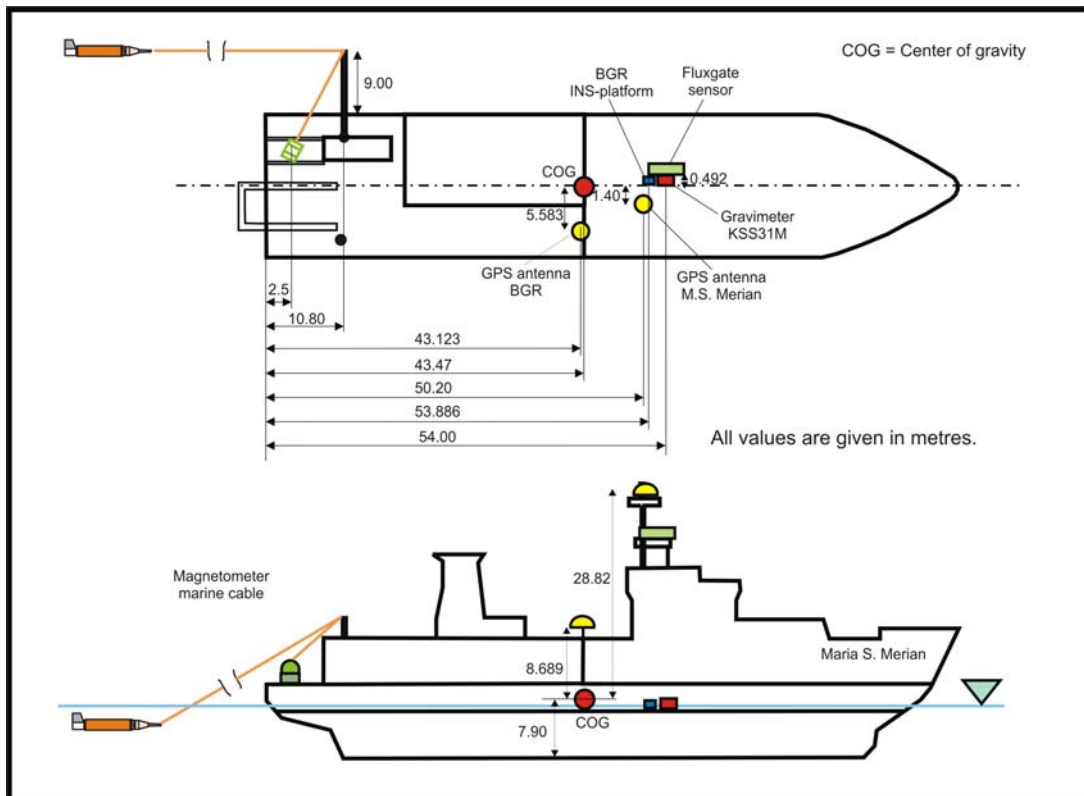 COG = Center of gravity
9.00
BGR
INS-platform
Fluxgate
sensor
COG
0.492
1.40
5.583
Gravimeter
KSS31M
GPS antenna
BGR
GPS antenna
M.S. Merian
2.5
10.80
43.123
43.47
50.20
53.886
54.00
All values are given in metres.
Magnetometer
marine cable
28.82
8.689
Maria S. Merian
COG
7.90